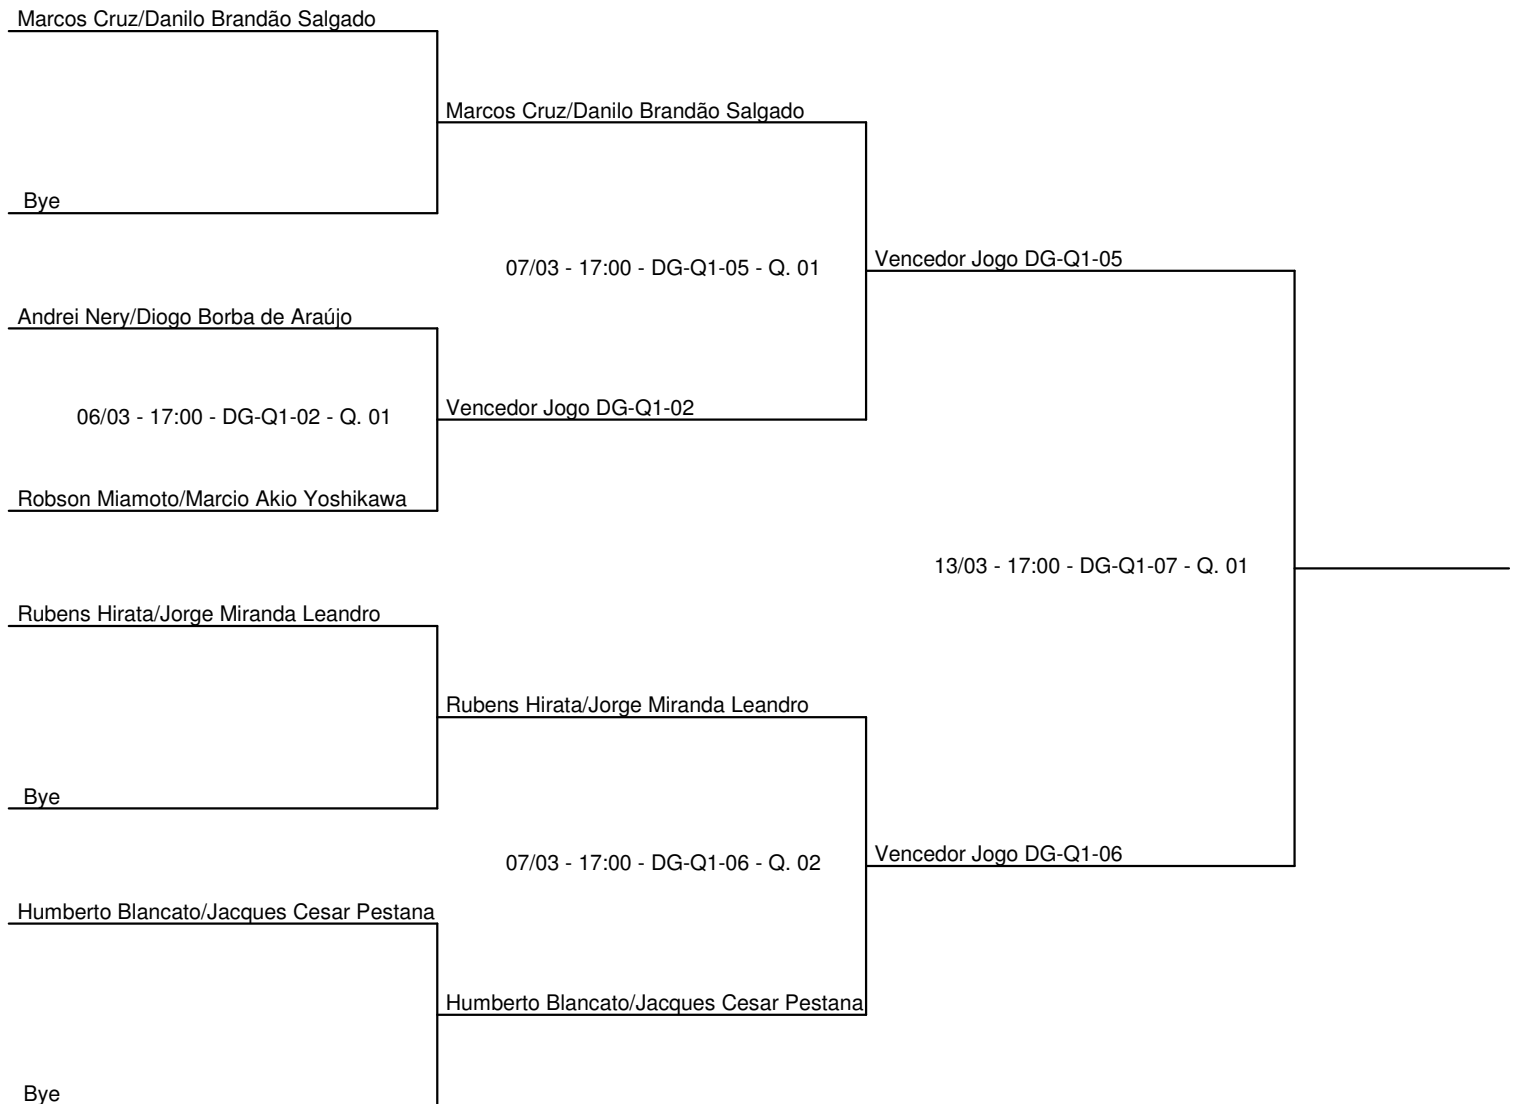 Marcos Cruz/Danilo Brandão Salgado
Marcos Cruz/Danilo Brandão Salgado
Bye
07/03 - 17:00 - DG-Q1-05 - Q. 01
Vencedor Jogo DG-Q1-05
Andrei Nery/Diogo Borba de Araújo
06/03 - 17:00 - DG-Q1-02 - Q. 01
Vencedor Jogo DG-Q1-02
Robson Miamoto/Marcio Akio Yoshikawa
13/03 - 17:00 - DG-Q1-07 - Q. 01
Rubens Hirata/Jorge Miranda Leandro
Rubens Hirata/Jorge Miranda Leandro
Bye
07/03 - 17:00 - DG-Q1-06 - Q. 02
Vencedor Jogo DG-Q1-06
Humberto Blancato/Jacques Cesar Pestana
Humberto Blancato/Jacques Cesar Pestana
Bye